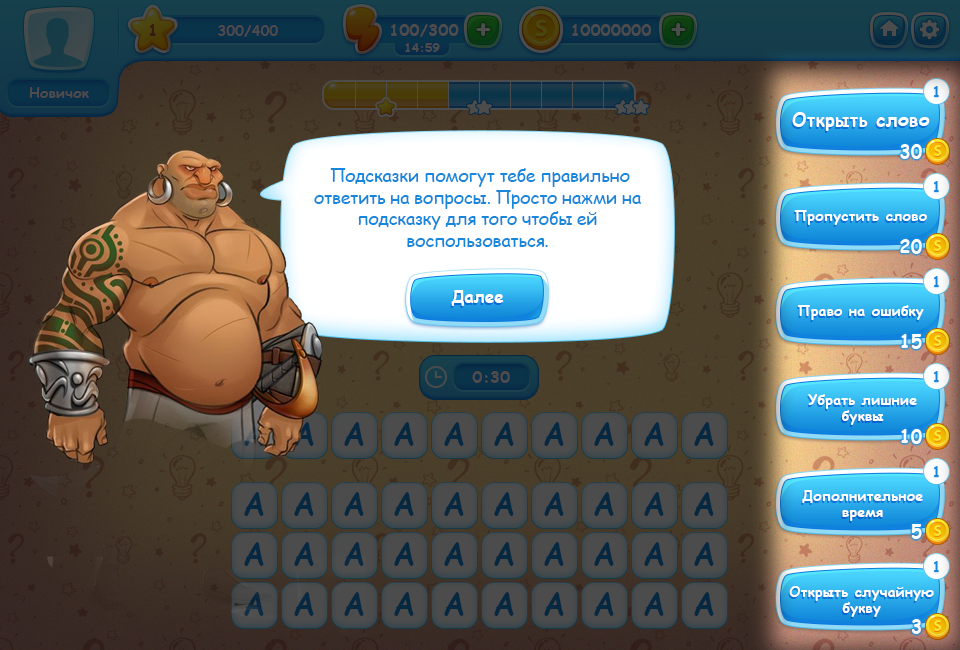 1
300/400
100/300
14:59
10000000
Новичок
Подсказки помогут тебе правильно
ответить на вопросы. Просто нажми на
подсказку для того чтобы ей
воспользоваться.
Далее
0:30
А А А А А А А А А
А А А А А А А А А А
А А А А А А А А А А
А А А А А А А А А А
1
Открыть слово
30
1
Пропустить слово
20
1
Право на ошибку
15
1
Убрать лишние
буквы
10
1
Дополнительное
время
5
1
Открыть случайную
букву
3